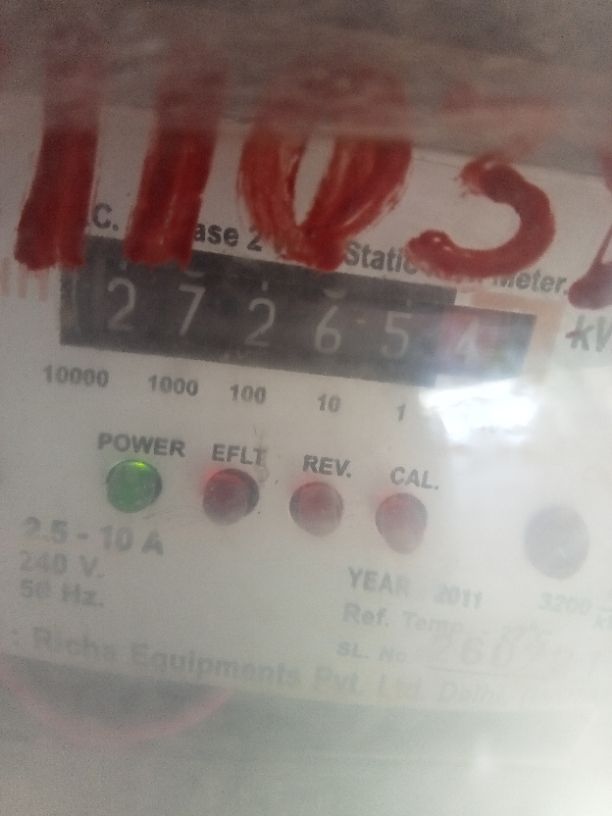 1103
C. ase 2 Static Meter.
2 7 2 6 5 4
10000 1000 100 10 1
POWER EFLT REV. CAL.
2.5 - 10 A
240 V.
50 Hz.
YEAR 2011
3200
Ref. Temp.
SL. No
: Richa Equipments Pvt. Ltd. Delhi